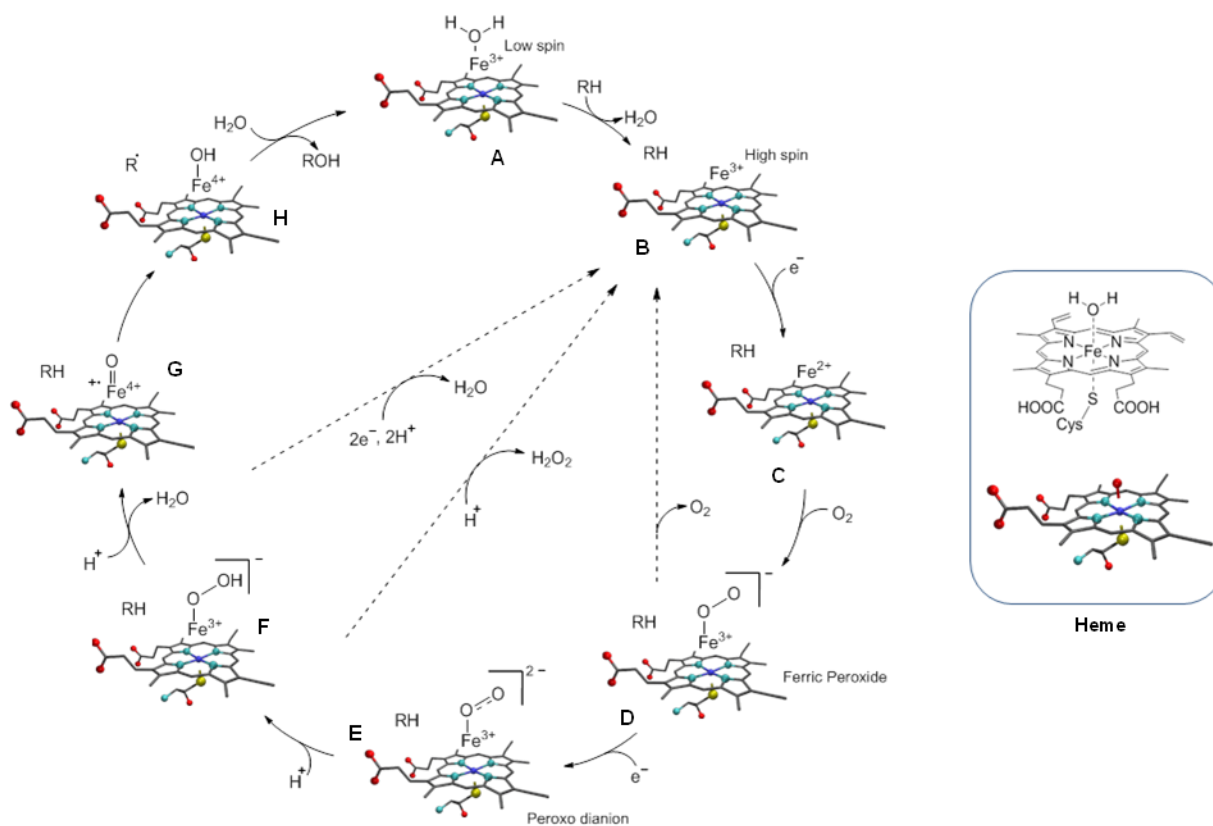 H H
O
Fe3+
Low spin
A
RH
H2O
RH
Fe3+
High spin
B
e−
RH
Fe2+
C
O2
RH
O O
Fe3+
−
Ferric Peroxide
D
e−
RH
O O
Fe3+
2−
Peroxo dianion
E
H+
RH
O OH
Fe3+
−
F
H+
H2O
RH
O
+· Fe4+
G
R·
OH
Fe4+
H
H2O
ROH
2e−, 2H+
H2O
H+
H2O2
O2
H H
O
N N
Fe
N N
S
HOOC COOH
Cys
Heme